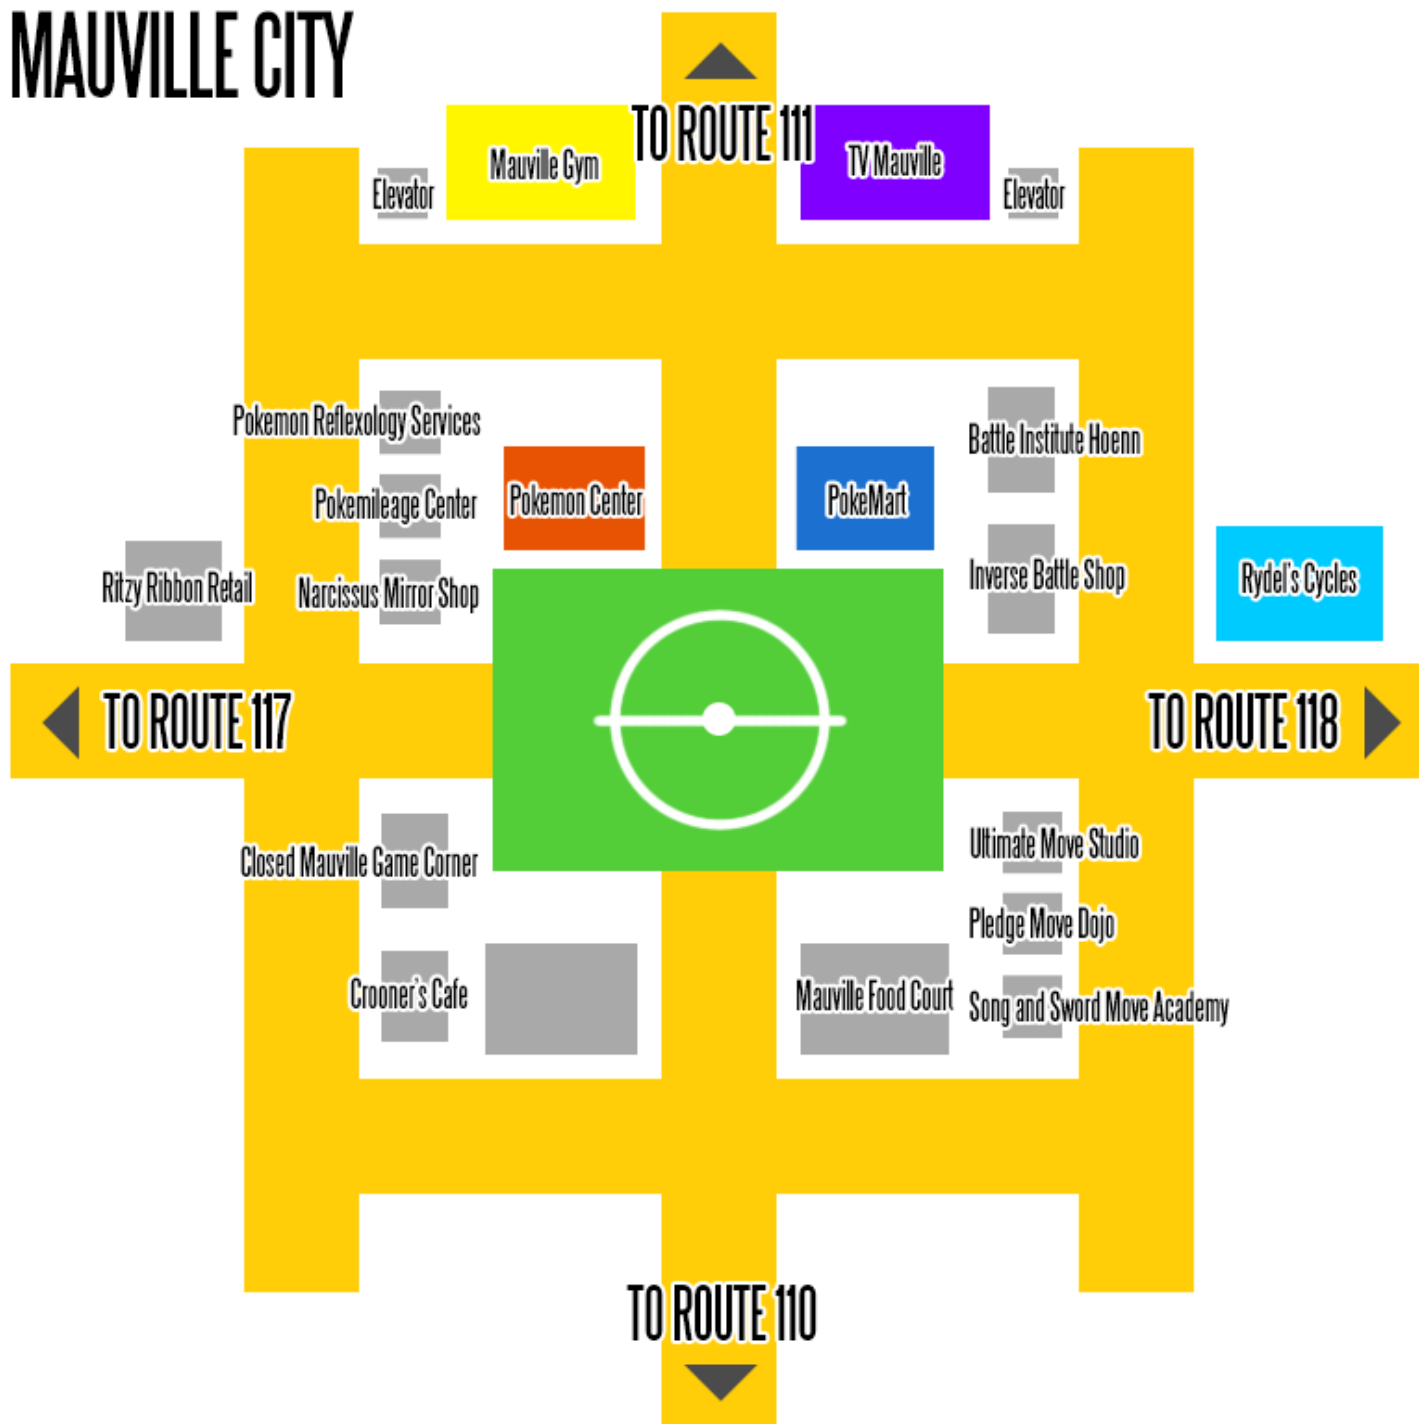 MAUVILLE CITY
TO ROUTE 111
Mauville Gym
TV Mauville
Elevator
Elevator
Pokemon Reflexology Services
Battle Institute Hoenn
Pokemileage Center
Pokemon Center
PokeMart
Ritzy Ribbon Retail
Narcissus Mirror Shop
Inverse Battle Shop
Rydel's Cycles
TO ROUTE 117
TO ROUTE 118
Closed Mauville Game Corner
Ultimate Move Studio
Pledge Move Dojo
Crooner's Cafe
Mauville Food Court
Song and Sword Move Academy
TO ROUTE 110